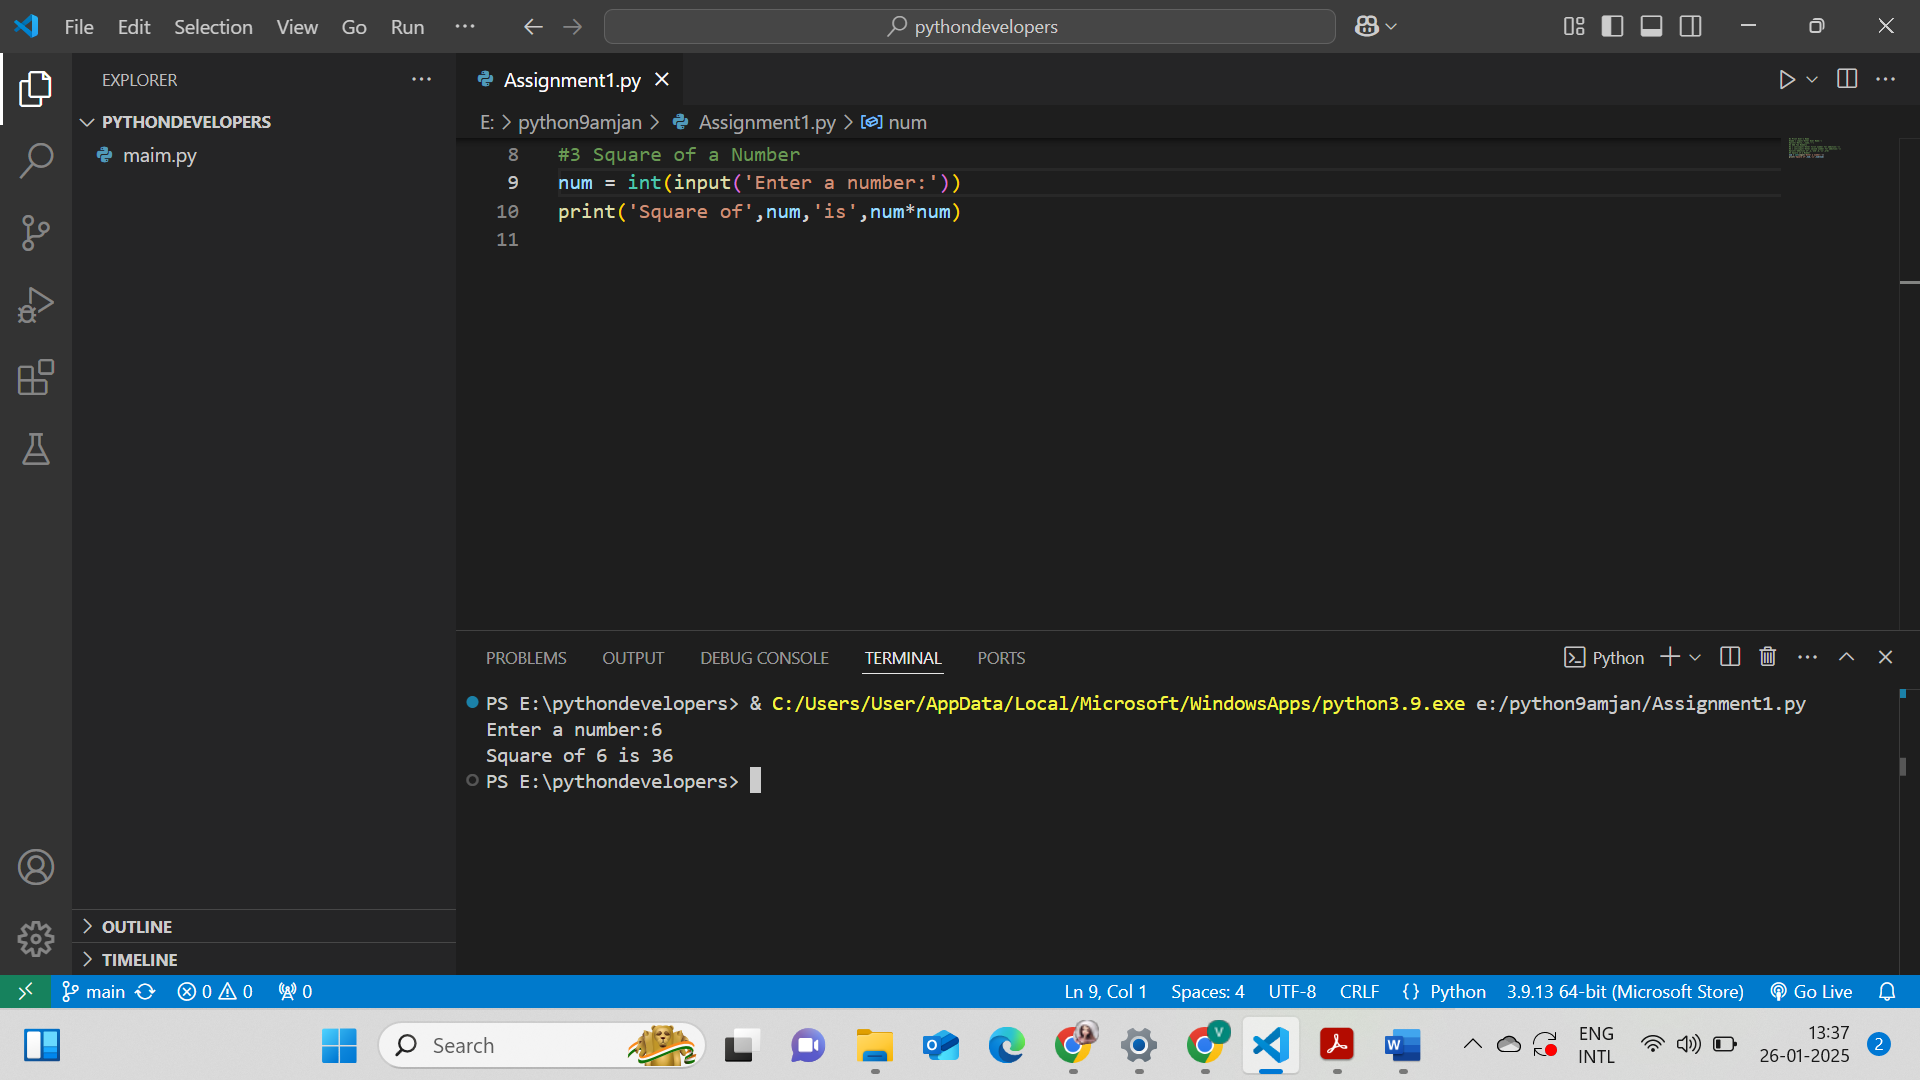 File Edit Selection View Go Run ···
pythondevelopers
EXPLORER
PYTHONDEVELOPERS
maim.py
OUTLINE
TIMELINE
Assignment1.py
E: > python9amjan > Assignment1.py > num
8 #3 Square of a Number
9 num = int(input('Enter a number:'))
10 print('Square of',num,'is',num*num)
11
PROBLEMS OUTPUT DEBUG CONSOLE TERMINAL PORTS
Python
PS E:\pythondevelopers> & C:/Users/User/AppData/Local/Microsoft/WindowsApps/python3.9.exe e:/python9amjan/Assignment1.py
Enter a number:6
Square of 6 is 36
PS E:\pythondevelopers>
main 0 0 0 Ln 9, Col 1 Spaces: 4 UTF-8 CRLF {} Python 3.9.13 64-bit (Microsoft Store) Go Live
Search
V
W
ENG
INTL
13:37
26-01-2025
2